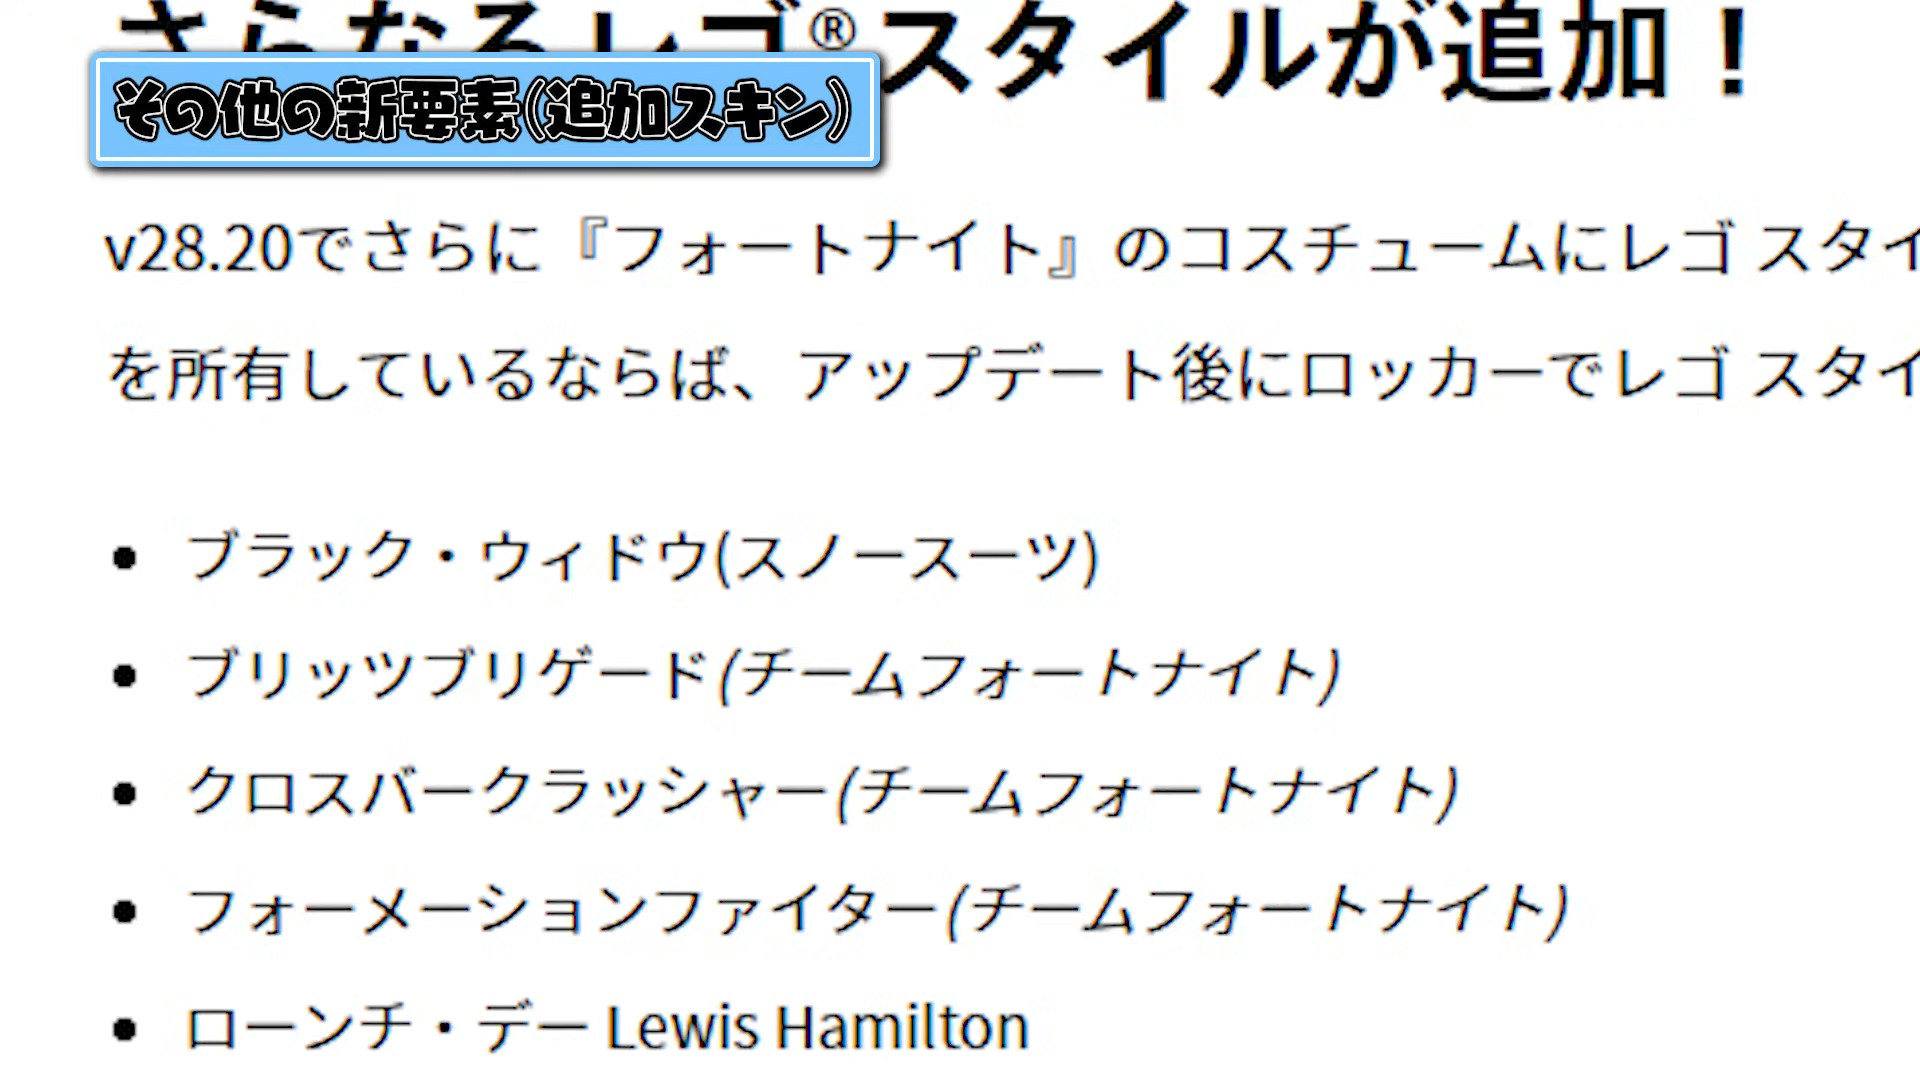 さらなるレゴ®スタイルが追加！
その他の新要素(追加スキン)
v28.20でさらに『フォートナイト』のコスチュームにレゴ スタイ
を所有しているならば、アップデート後にロッカーでレゴ スタイ
• ブラック・ウィドウ(スノースーツ)
• ブリッツブリゲード(チームフォートナイト)
• クロスバークラッシャー(チームフォートナイト)
• フォーメーションファイター(チームフォートナイト)
• ローンチ・デー Lewis Hamilton